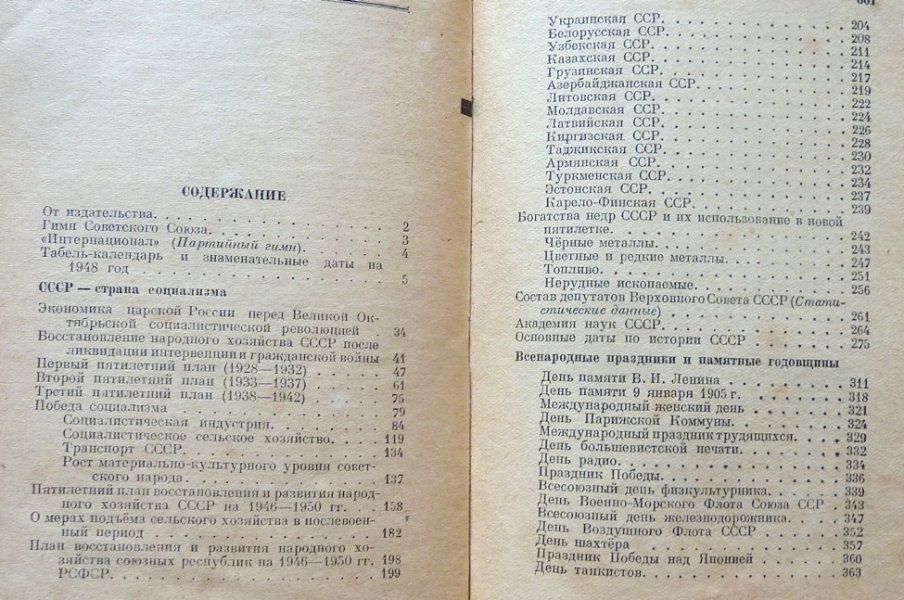 СОДЕРЖАНИЕ
От издательства. . . . . . . . . . . . . . . . . 2
Гимн Советского Союза. . . . . . . . . . . . . . 3
«Интернационал» (Партийный гимн). . . . . . . . 4
Табель-календарь и знаменательные даты на
1948 год . . . . . . . . . . . . . . . . . . . 5
СССР — страна социализма
Экономика царской России перед Великой Ок-
тябрьской социалистической революцией . . . 34
Восстановление народного хозяйства СССР после
ликвидации интервенции и гражданской войны 41
Первый пятилетний план (1928—1932) . . . . . . 47
Второй пятилетний план (1933—1937) . . . . . . 61
Третий пятилетний план (1938—1942) . . . . . . 75
Победа социализма . . . . . . . . . . . . . . . 79
Социалистическая индустрия. . . . . . . . . . 84
Социалистическое сельское хозяйство. . . . . 119
Транспорт СССР. . . . . . . . . . . . . . . . 134
Рост материально-культурного уровня совет-
ского народа. . . . . . . . . . . . . . . . 137
Пятилетний план восстановления и развития народ-
ного хозяйства СССР на 1946—1950 гг. . . . 158
О мерах подъёма сельского хозяйства в послевоен-
ный период . . . . . . . . . . . . . . . . . 182
План восстановления и развития народного хо-
зяйства союзных республик на 1946—1950 гг. 198
РСФСР. . . . . . . . . . . . . . . . . . . . 199
661
Украинская ССР. . . . . . . . . . . . . . . . 204
Белорусская ССР. . . . . . . . . . . . . . . 208
Узбекская ССР. . . . . . . . . . . . . . . . 211
Казахская ССР. . . . . . . . . . . . . . . . 214
Грузинская ССР. . . . . . . . . . . . . . . . 217
Азербайджанская ССР. . . . . . . . . . . . . 219
Литовская ССР. . . . . . . . . . . . . . . . 222
Молдавская ССР. . . . . . . . . . . . . . . . 224
Латвийская ССР. . . . . . . . . . . . . . . . 226
Киргизская ССР. . . . . . . . . . . . . . . . 228
Таджикская ССР. . . . . . . . . . . . . . . . 230
Армянская ССР. . . . . . . . . . . . . . . . 232
Туркменская ССР. . . . . . . . . . . . . . . 234
Эстонская ССР. . . . . . . . . . . . . . . . 237
Карело-Финская ССР. . . . . . . . . . . . . . 239
Богатства недр СССР и их использование в новой
пятилетке. . . . . . . . . . . . . . . . . . 242
Чёрные металлы. . . . . . . . . . . . . . . . 243
Цветные и редкие металлы. . . . . . . . . . . 247
Топливо. . . . . . . . . . . . . . . . . . . 251
Нерудные ископаемые. . . . . . . . . . . . . 256
Состав депутатов Верховного Совета СССР (Стати-
стические данные) . . . . . . . . . . . . . 261
Академия наук СССР. . . . . . . . . . . . . . . 264
Основные даты по истории СССР . . . . . . . . . 275
Всенародные праздники и памятные годовщины
День памяти В. И. Ленина . . . . . . . . . . 311
День памяти 9 января 1905 г. . . . . . . . . 318
Международный женский день . . . . . . . . . 321
День Парижской Коммуны. . . . . . . . . . . . 324
Международный праздник трудящихся. . . . . . 329
День большевистской печати. . . . . . . . . . 332
День радио. . . . . . . . . . . . . . . . . . 334
Праздник Победы. . . . . . . . . . . . . . . 336
Всесоюзный день физкультурника. . . . . . . . 339
День Военно-Морского Флота Союза ССР . . . . 343
Всесоюзный день железнодорожника. . . . . . . 347
День Воздушного Флота СССР . . . . . . . . . 352
День шахтёра . . . . . . . . . . . . . . . . 357
Праздник Победы над Японией . . . . . . . . . 360
День танкистов. . . . . . . . . . . . . . . . 363